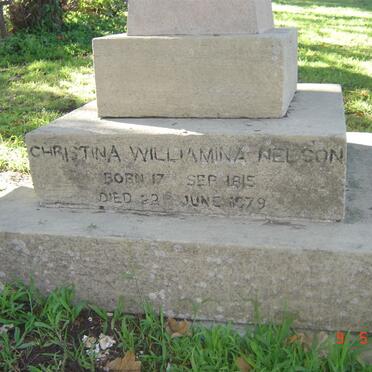 CHRISTINA WILLIAMINA NELSON
BORN 17 SEP 1815
DIED 22 JUNE 1879